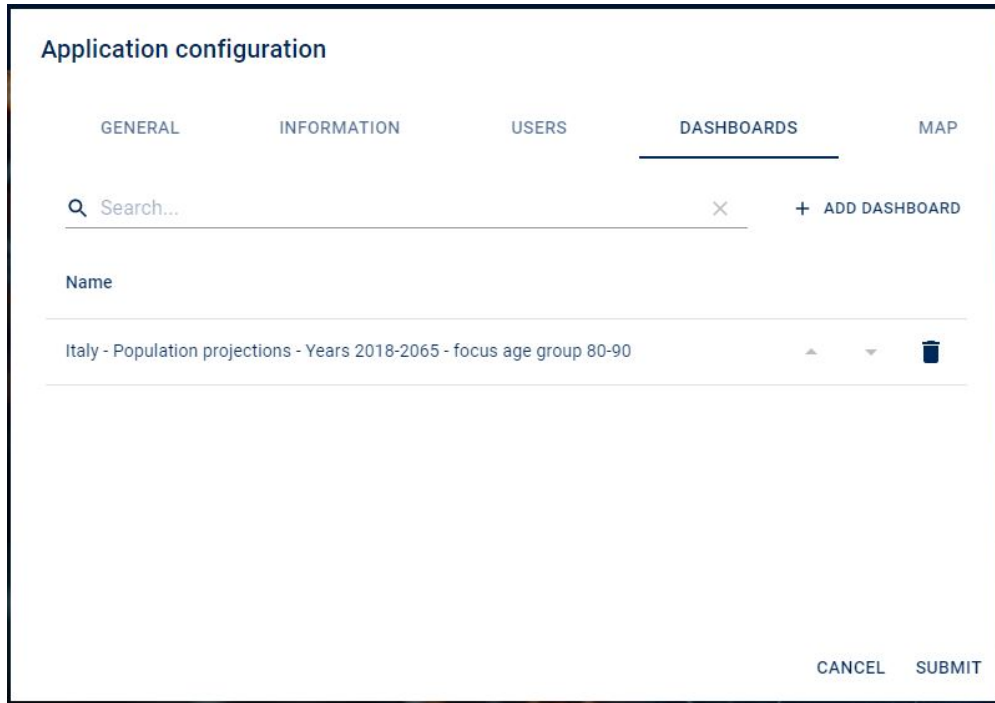 Application configuration
GENERAL INFORMATION USERS DASHBOARDS MAP
Search... + ADD DASHBOARD
Name
Italy - Population projections - Years 2018-2065 - focus age group 80-90
CANCEL SUBMIT